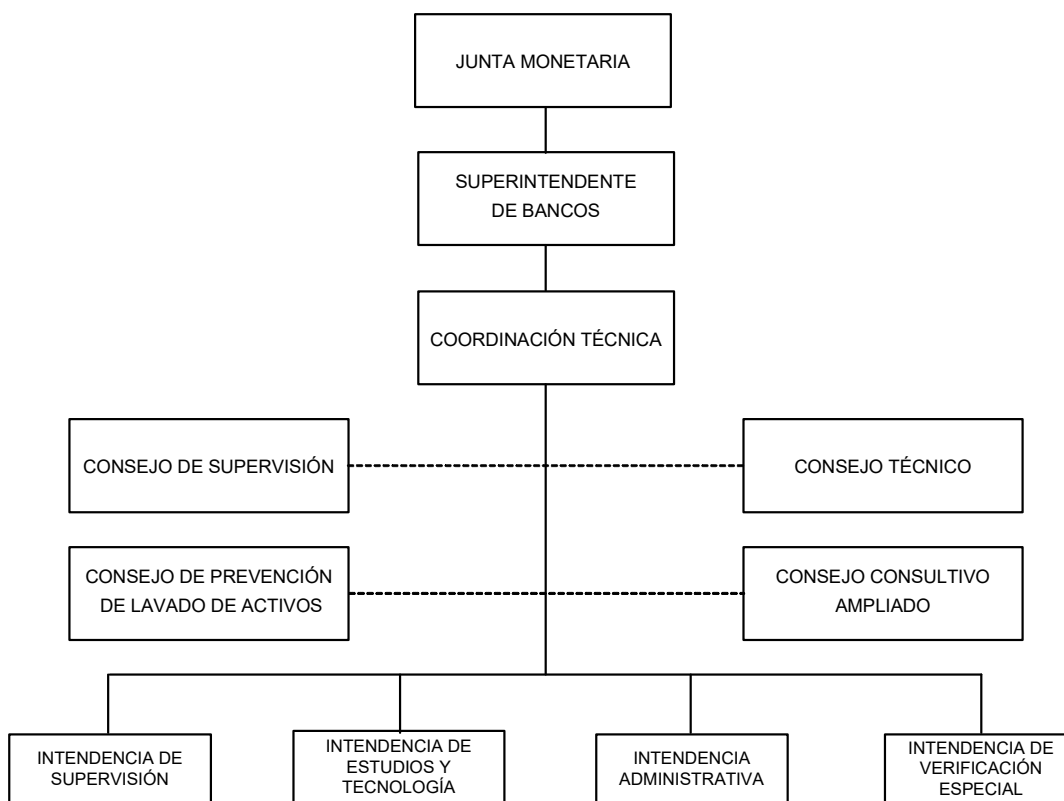 JUNTA MONETARIA
SUPERINTENDENTE
DE BANCOS
COORDINACIÓN TÉCNICA
CONSEJO DE SUPERVISIÓN
CONSEJO TÉCNICO
CONSEJO DE PREVENCIÓN
DE LAVADO DE ACTIVOS
CONSEJO CONSULTIVO
AMPLIADO
INTENDENCIA DE
SUPERVISIÓN
INTENDENCIA DE
ESTUDIOS Y
TECNOLOGÍA
INTENDENCIA
ADMINISTRATIVA
INTENDENCIA DE
VERIFICACIÓN
ESPECIAL